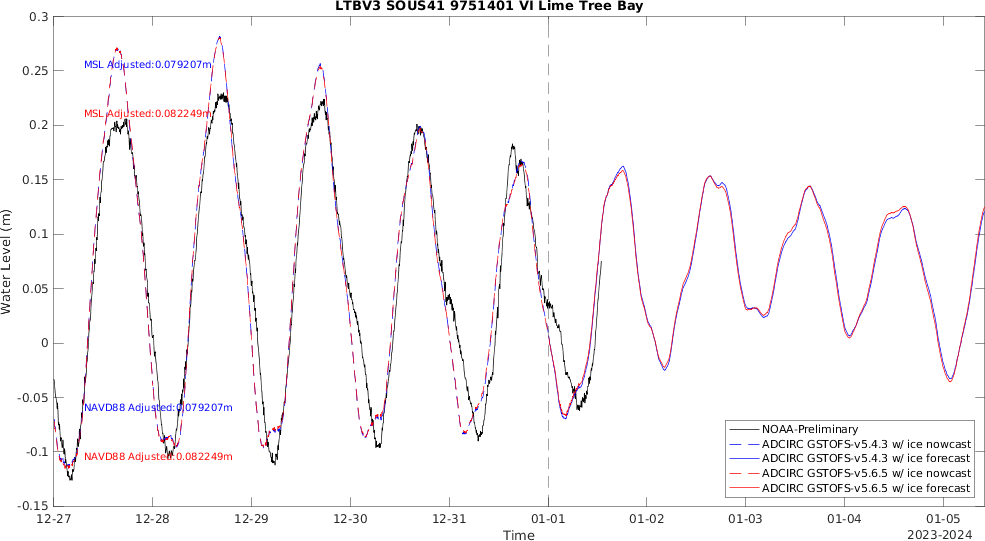 LTBV3 SOUS41 9751401 VI Lime Tree Bay
Water Level (m)
0.3
0.25
0.2
0.15
0.1
0.05
0
-0.05
-0.1
-0.15
MSL Adjusted:0.079207m
MSL Adjusted:0.082249m
NAVD88 Adjusted:0.079207m
NAVD88 Adjusted:0.082249m
NOAA-Preliminary
ADCIRC GSTOFS-v5.4.3 w/ ice nowcast
ADCIRC GSTOFS-v5.4.3 w/ ice forecast
ADCIRC GSTOFS-v5.6.5 w/ ice nowcast
ADCIRC GSTOFS-v5.6.5 w/ ice forecast
12-27 12-28 12-29 12-30 12-31 01-01 01-02 01-03 01-04 01-05
Time
2023-2024